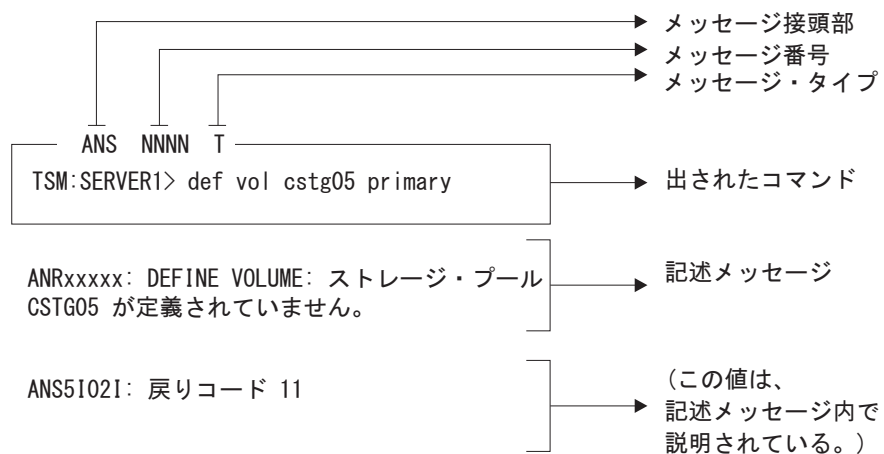 メッセージ接頭部
メッセージ番号
メッセージ・タイプ
ANS NNNN T
TSM:SERVER1> def vol cstg05 primary
出されたコマンド
ANRxxxxx: DEFINE VOLUME: ストレージ・プール
CSTG05 が定義されていません。
記述メッセージ
ANS5I02I: 戻りコード 11
(この値は、
記述メッセージ内で
説明されている。)